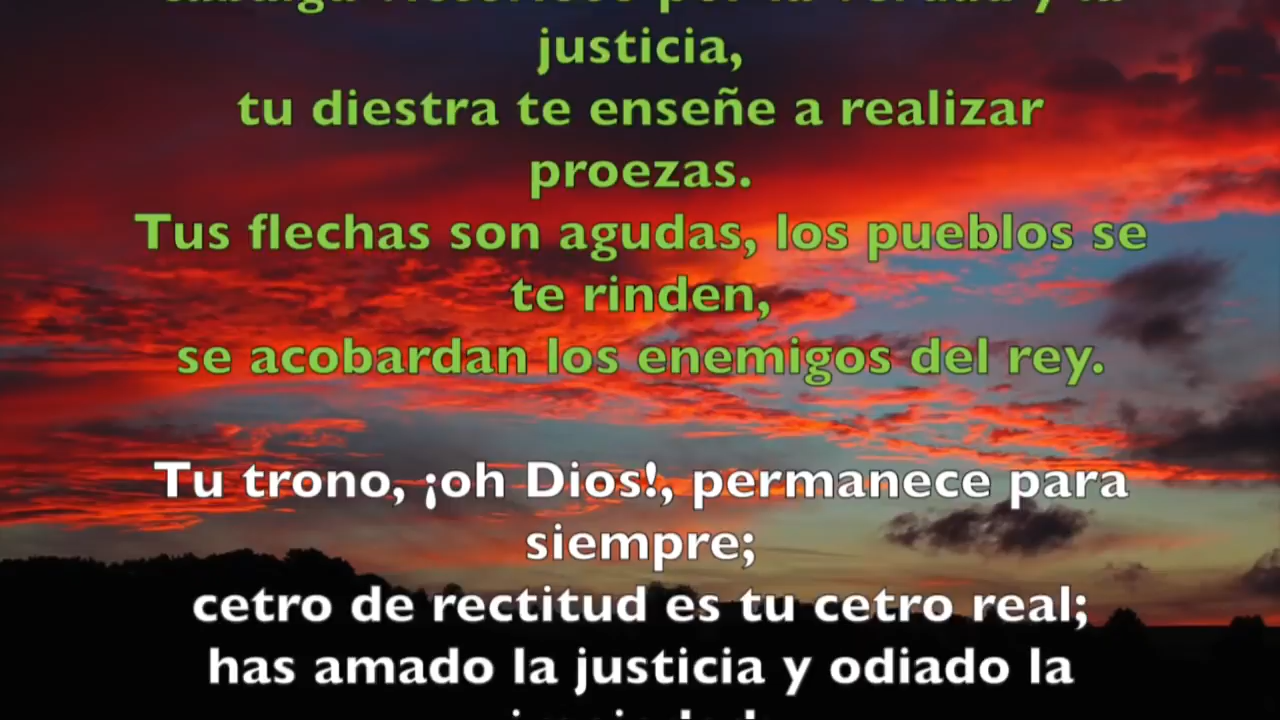 justicia,
tu diestra te enseñe a realizar
proezas.
Tus flechas son agudas, los pueblos se
te rinden,
se acobardan los enemigos del rey.
Tu trono, ¡oh Dios!, permanece para
siempre;
cetro de rectitud es tu cetro real;
has amado la justicia y odiado la